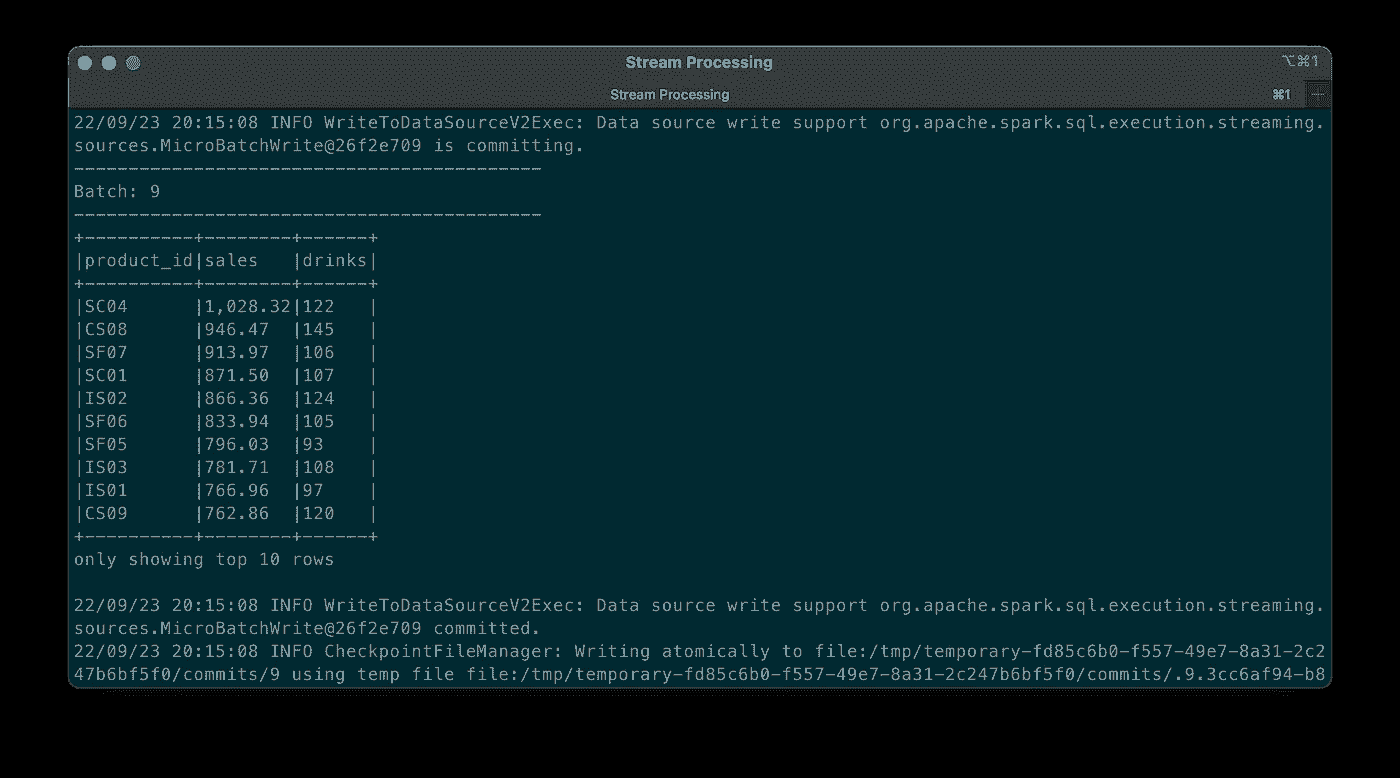 Stream Processing
⌥⌘1
Stream Processing
⌘1
22/09/23 20:15:08 INFO WriteToDataSourceV2Exec: Data source write support org.apache.spark.sql.execution.streaming.
sources.MicroBatchWrite@26f2e709 is committing.
-------------------------------------------
Batch: 9
-------------------------------------------
+----------+--------+------+
|product_id|sales   |drinks|
+----------+--------+------+
|SC04      |1,028.32|122   |
|CS08      |946.47  |145   |
|SF07      |913.97  |106   |
|SC01      |871.50  |107   |
|IS02      |866.36  |124   |
|SF06      |833.94  |105   |
|SF05      |796.03  |93    |
|IS03      |781.71  |108   |
|IS01      |766.96  |97    |
|CS09      |762.86  |120   |
+----------+--------+------+
only showing top 10 rows
22/09/23 20:15:08 INFO WriteToDataSourceV2Exec: Data source write support org.apache.spark.sql.execution.streaming.
sources.MicroBatchWrite@26f2e709 committed.
22/09/23 20:15:08 INFO CheckpointFileManager: Writing atomically to file:/tmp/temporary-fd85c6b0-f557-49e7-8a31-2c2
47b6bf5f0/commits/9 using temp file file:/tmp/temporary-fd85c6b0-f557-49e7-8a31-2c247b6bf5f0/commits/.9.3cc6af94-b8